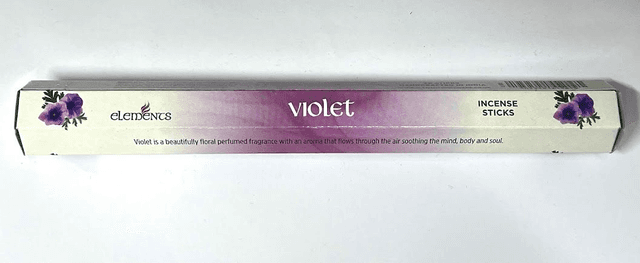 elements
VIOLET
INCENSE
STICKS
Violet is a beautifully floral perfumed fragrance with an aroma that flows through the air soothing the mind, body and soul.